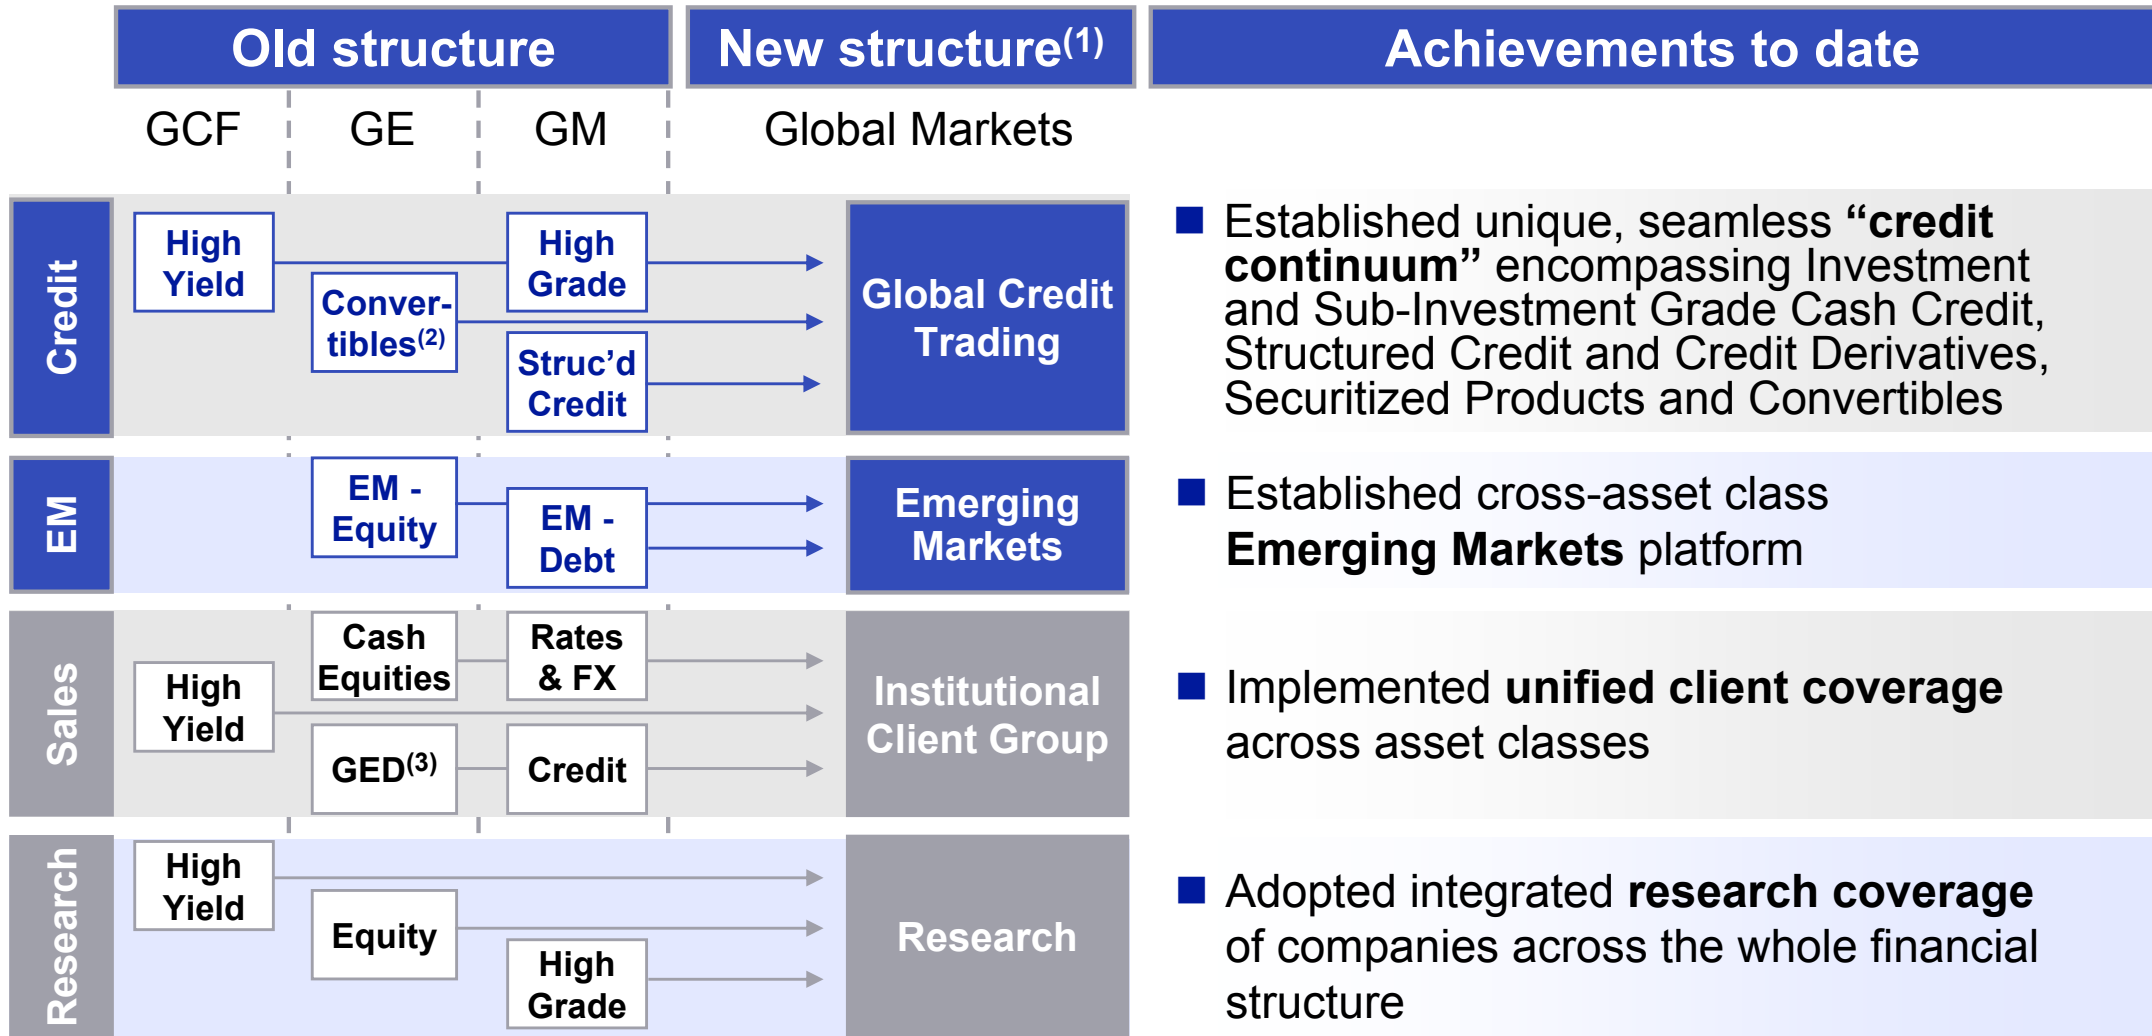 Old structure
New structure(1)
Achievements to date
GCF
GE
GM
Global Markets
Credit
High
Yield
Conver-
tibles(2)
High
Grade
Struc’d
Credit
Global Credit
Trading
■ Established unique, seamless “credit
continuum” encompassing Investment
and Sub-Investment Grade Cash Credit,
Structured Credit and Credit Derivatives,
Securitized Products and Convertibles
EM
EM -
Equity
EM -
Debt
Emerging
Markets
■ Established cross-asset class
Emerging Markets platform
Sales
High
Yield
Cash
Equities
GED(3)
Rates
& FX
Credit
Institutional
Client Group
■ Implemented unified client coverage
across asset classes
Research
High
Yield
Equity
High
Grade
Research
■ Adopted integrated research coverage
of companies across the whole financial
structure